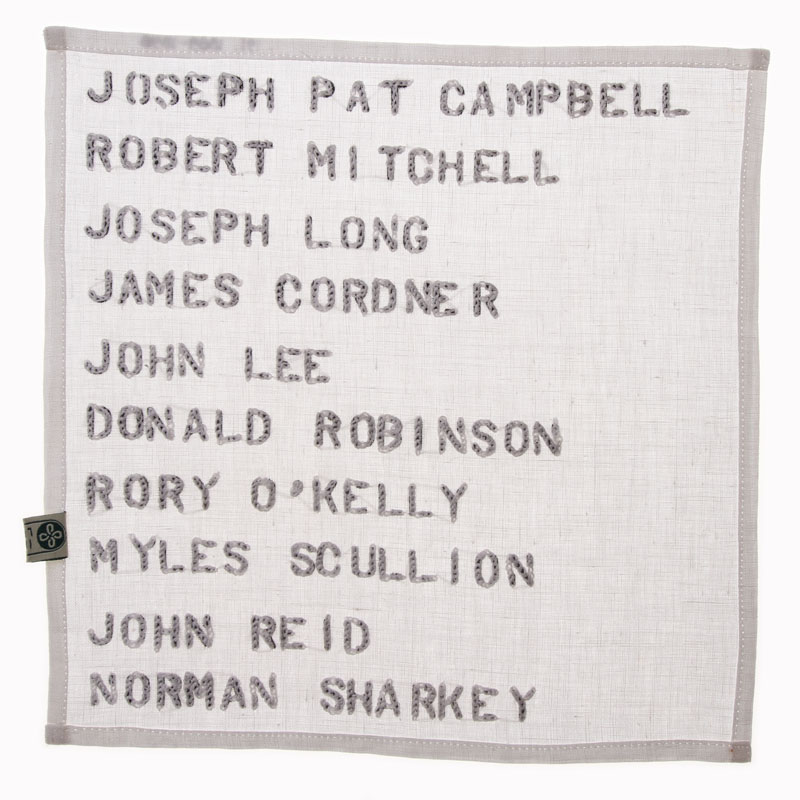 JOSEPH PAT CAMPBELL
ROBERT MITCHELL
JOSEPH LONG
JAMES CORDNER
JOHN LEE
DONALD ROBINSON
RORY O'KELLY
MYLES SCULLION
JOHN REID
NORMAN SHARKEY